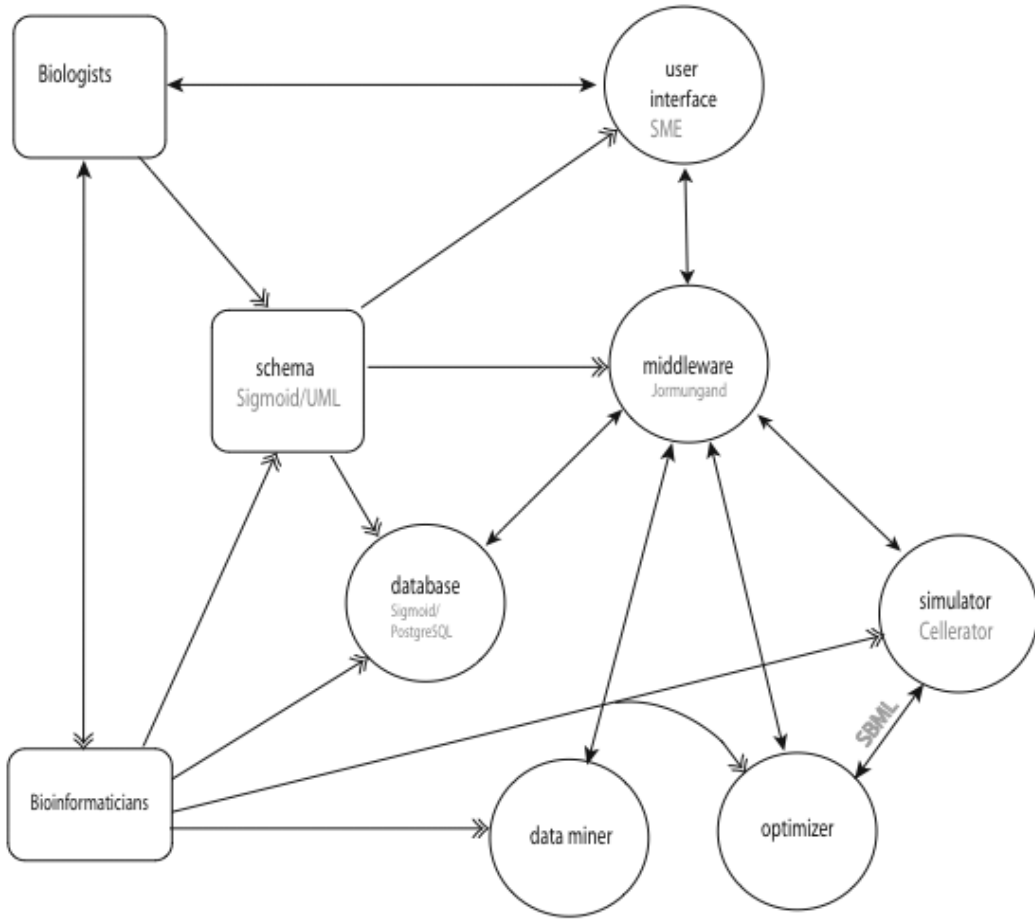 Biologists
user
interface
SME
schema
Sigmoid/UML
middleware
Jormungand
database
Sigmoid/
PostgreSQL
simulator
Cellerator
SBML
Bioinformaticians
data miner
optimizer